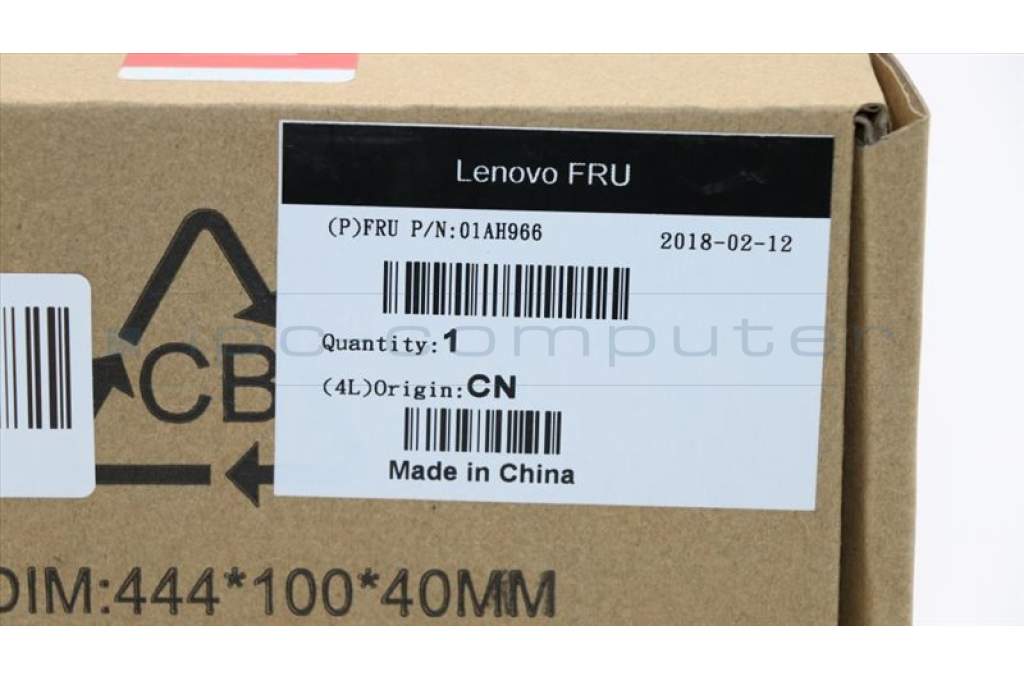 Lenovo FRU
(P)FRU P/N:01AH966
2018-02-12
Quantity:1
computer
(4L)Origin:CN
CB
Made in China
DIM:444*100*40MM